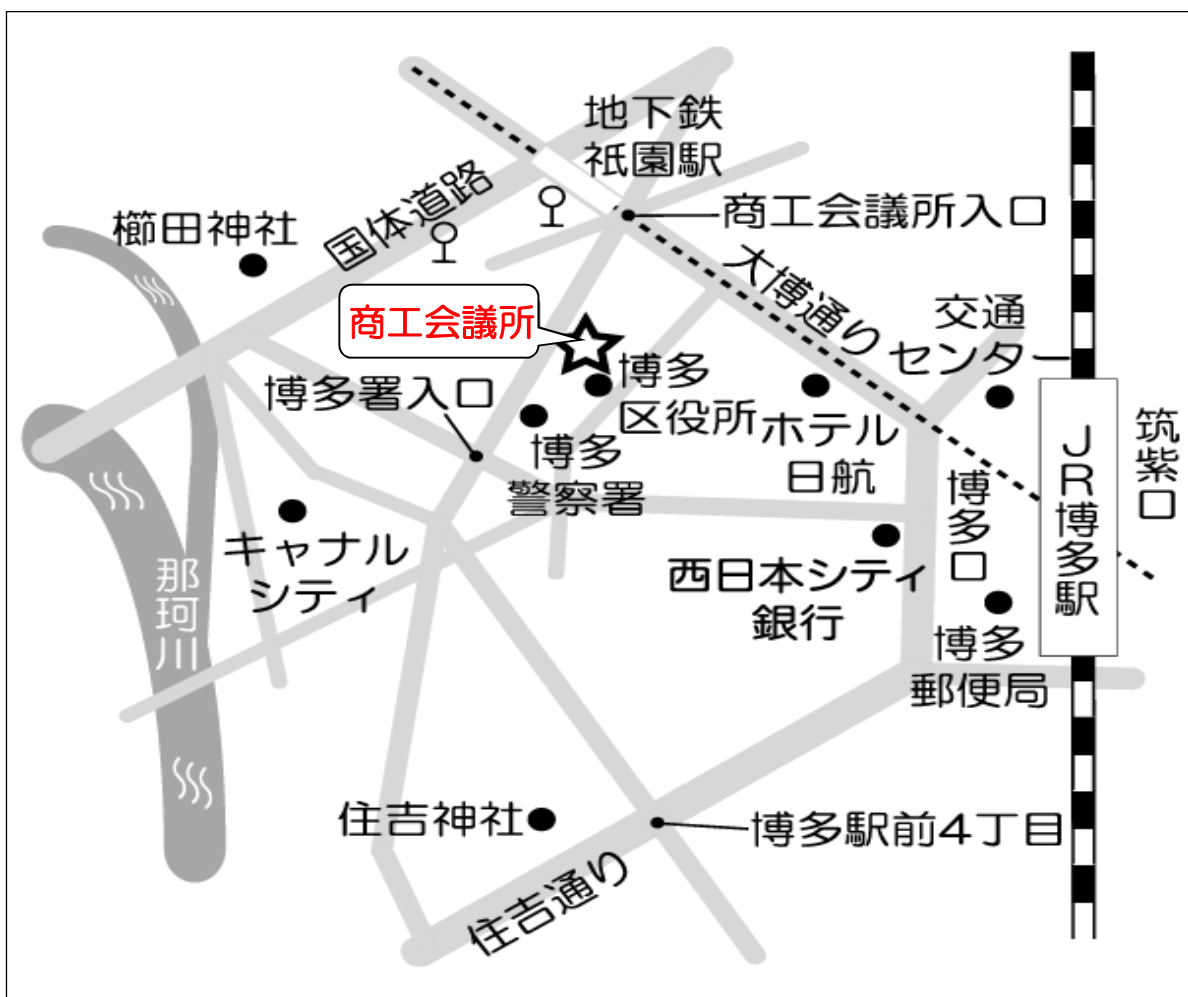 地下鉄
祇園駅
商工会議所入口
櫛田神社
国体道路
大博通り
商工会議所
交通
センター
博多署入口
博多
区役所
ホテル
日航
博多
警察署
JR博多駅
筑紫口
博多口
キャナル
シティ
西日本シティ
銀行
那珂川
博多
郵便局
住吉神社
博多駅前4丁目
住吉通り